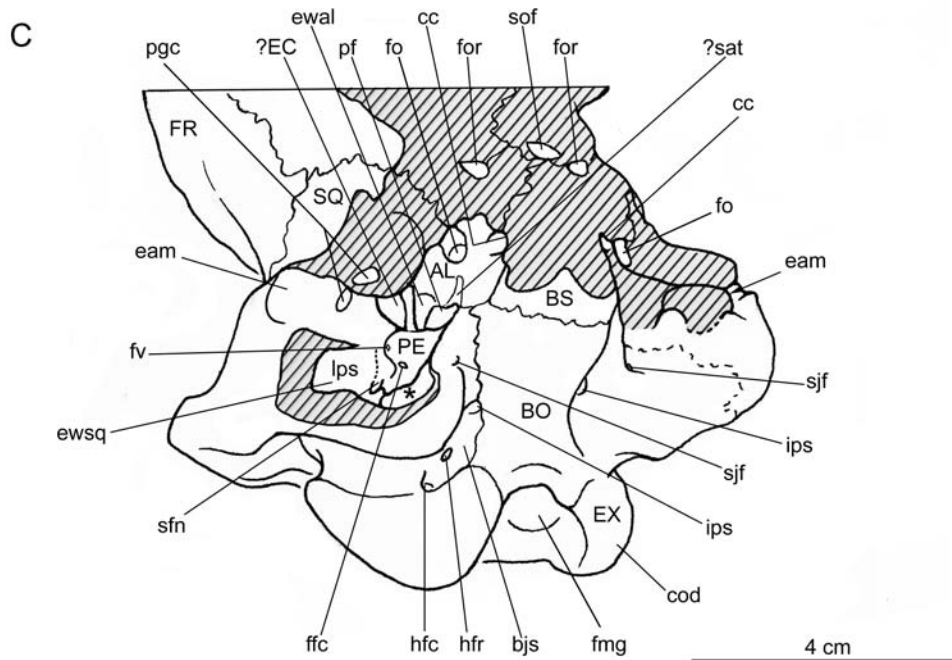 C
ewal cc sof
pgc ?EC pf fo for for ?sat
cc
FR
SQ
fo
eam
AL
eam
BS
fv
PE
lps
sjf
BO
ewsq
*
ips
sjf
sfn
EX
ips
cod
ffc hfc hfr bjs fmg
4 cm